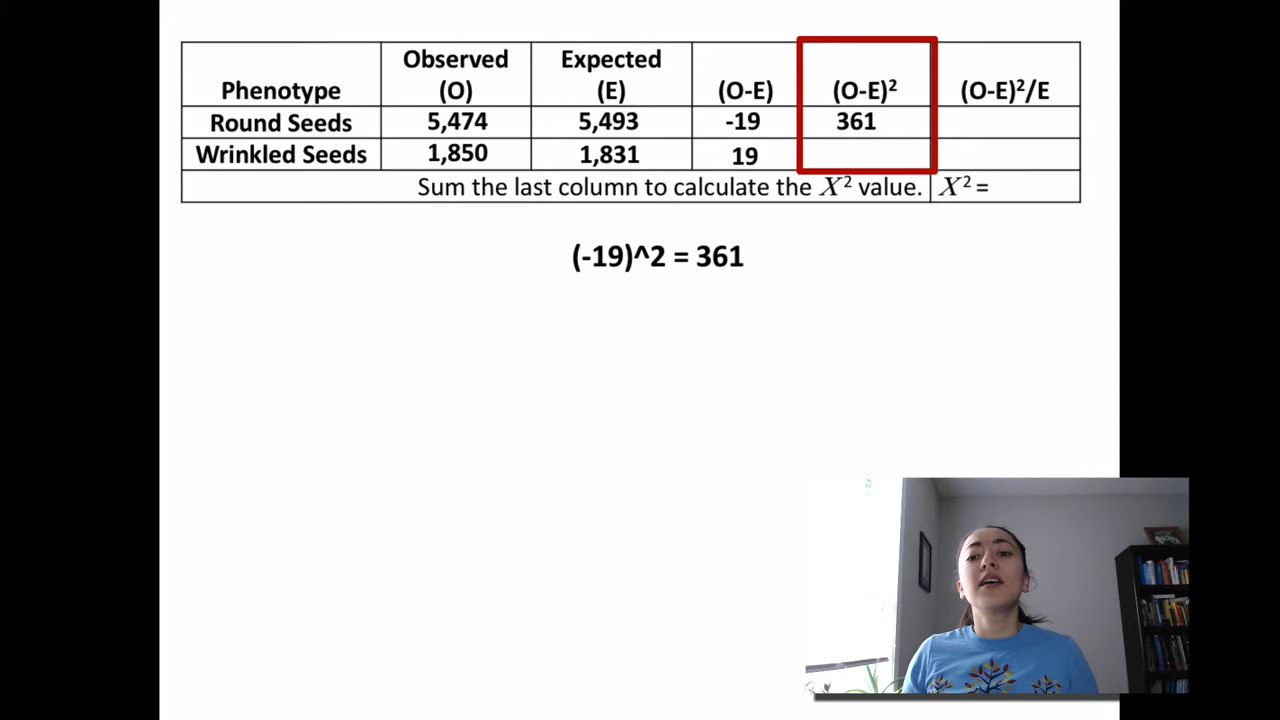 Phenotype Observed (O) Expected (E) (O-E) (O-E)² (O-E)²/E
Round Seeds 5,474 5,493 -19 361
Wrinkled Seeds 1,850 1,831 19
Sum the last column to calculate the X² value. X² =
(-19)^2 = 361